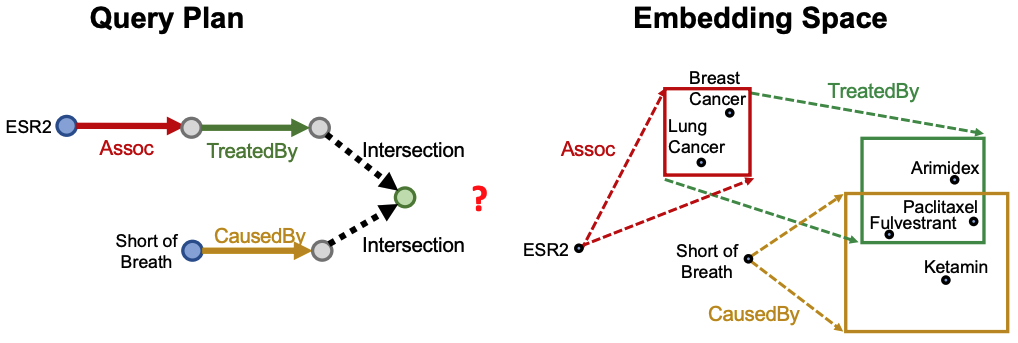 Query Plan
ESR2
Assoc
TreatedBy
Intersection
?
Short of
Breath
CausedBy
Intersection
Embedding Space
Breast
Cancer
Lung
Cancer
TreatedBy
Assoc
Arimidex
Paclitaxel
Fulvestrant
ESR2
Short of
Breath
Ketamin
CausedBy